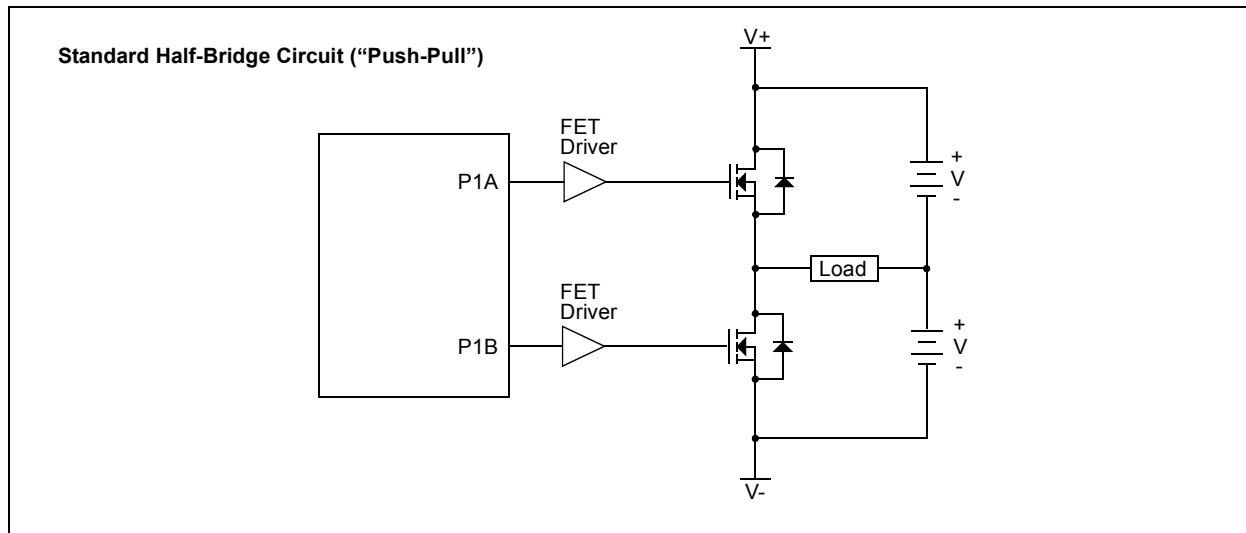 Standard Half-Bridge Circuit (“Push-Pull”)
V+
FET
Driver
P1A
+
V
-
Load
FET
Driver
P1B
+
V
-
V-